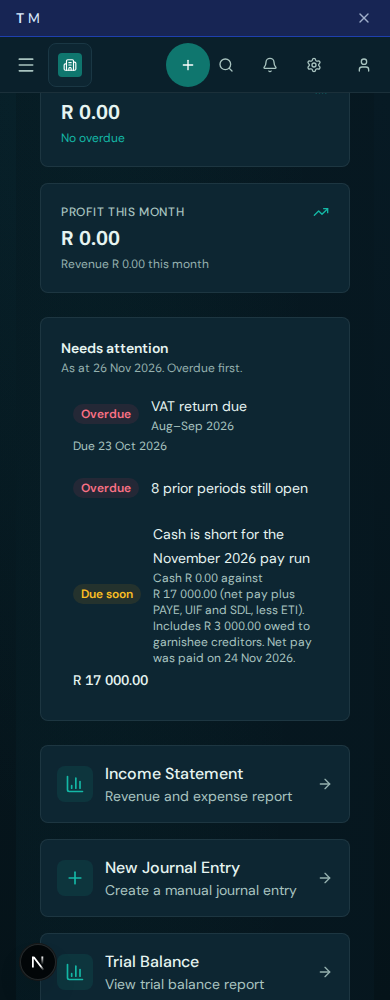 T M
R 0.00
No overdue
PROFIT THIS MONTH
R 0.00
Revenue R 0.00 this month
Needs attention
As at 26 Nov 2026. Overdue first.
Overdue
VAT return due
Aug–Sep 2026
Due 23 Oct 2026
Overdue
8 prior periods still open
Due soon
Cash is short for the
November 2026 pay run
Cash R 0.00 against
R 17 000.00 (net pay plus
PAYE, UIF and SDL, less ETI).
Includes R 3 000.00 owed to
garnishee creditors. Net pay
was paid on 24 Nov 2026.
R 17 000.00
Income Statement
Revenue and expense report
New Journal Entry
Create a manual journal entry
N
Trial Balance
View trial balance report